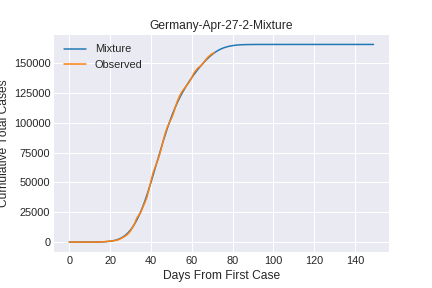 Germany-Apr-27-2-Mixture
Mixture
Observed
Cumulative Total Cases
150000
125000
100000
75000
50000
25000
0
0 20 40 60 80 100 120 140
Days From First Case